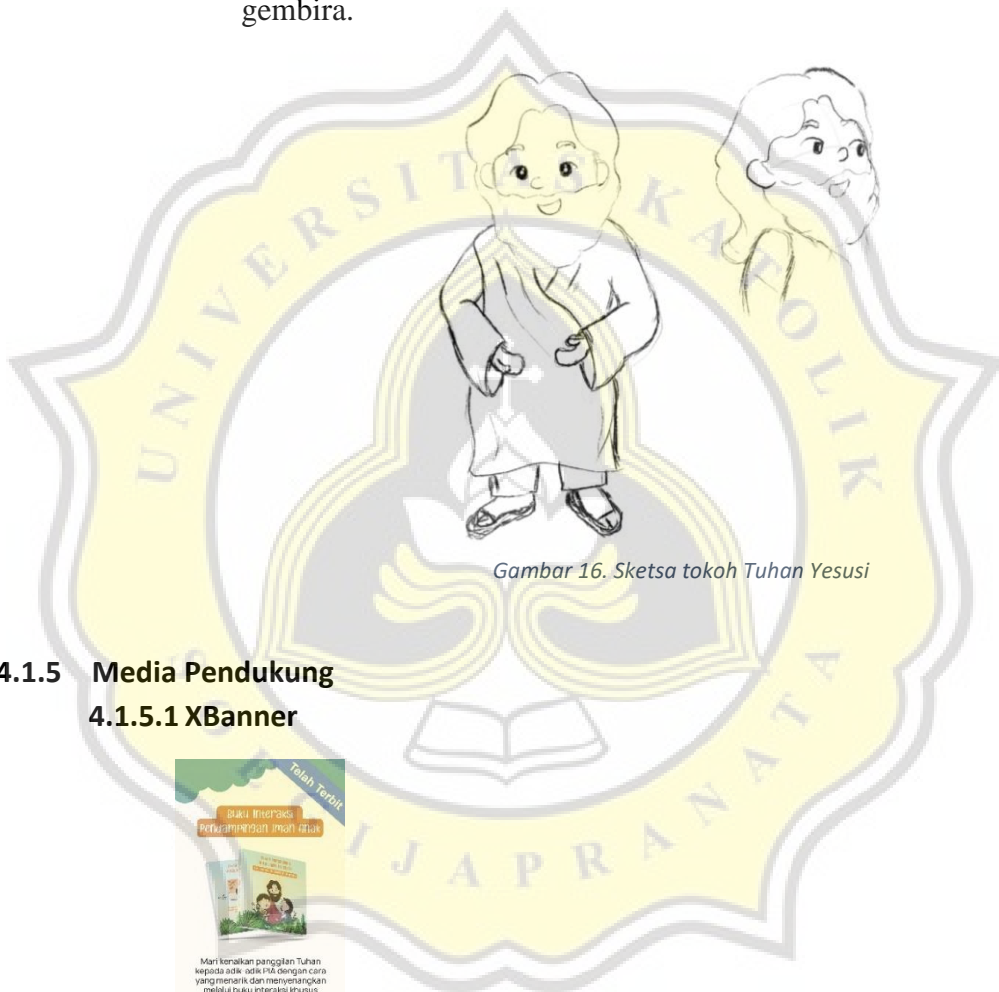 gembira.
UNIVERSITAS KATOLIK
SOEGIJAPRANATA
Gambar 16. Sketsa tokoh Tuhan Yesusi
4.1.5 Media Pendukung
4.1.5.1 XBanner
Telah Terbit
Buku Interaksi
Pendampingan Iman Anak
Mari kenalkan panggilan Tuhan
kepada adik-adik PIA dengan cara
yang menarik dan menyenangkan
melalui buku interaksi khusus